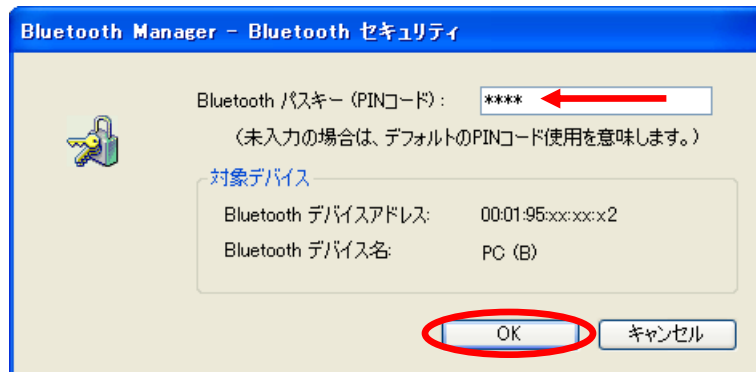 Bluetooth Manager - Bluetooth セキュリティ
Bluetooth パスキー (PINコード) : ****
(未入力の場合は、デフォルトのPINコード使用を意味します。)
対象デバイス
Bluetooth デバイスアドレス: 00:01:95:xx:xx:x2
Bluetooth デバイス名: PC (B)
OK キャンセル